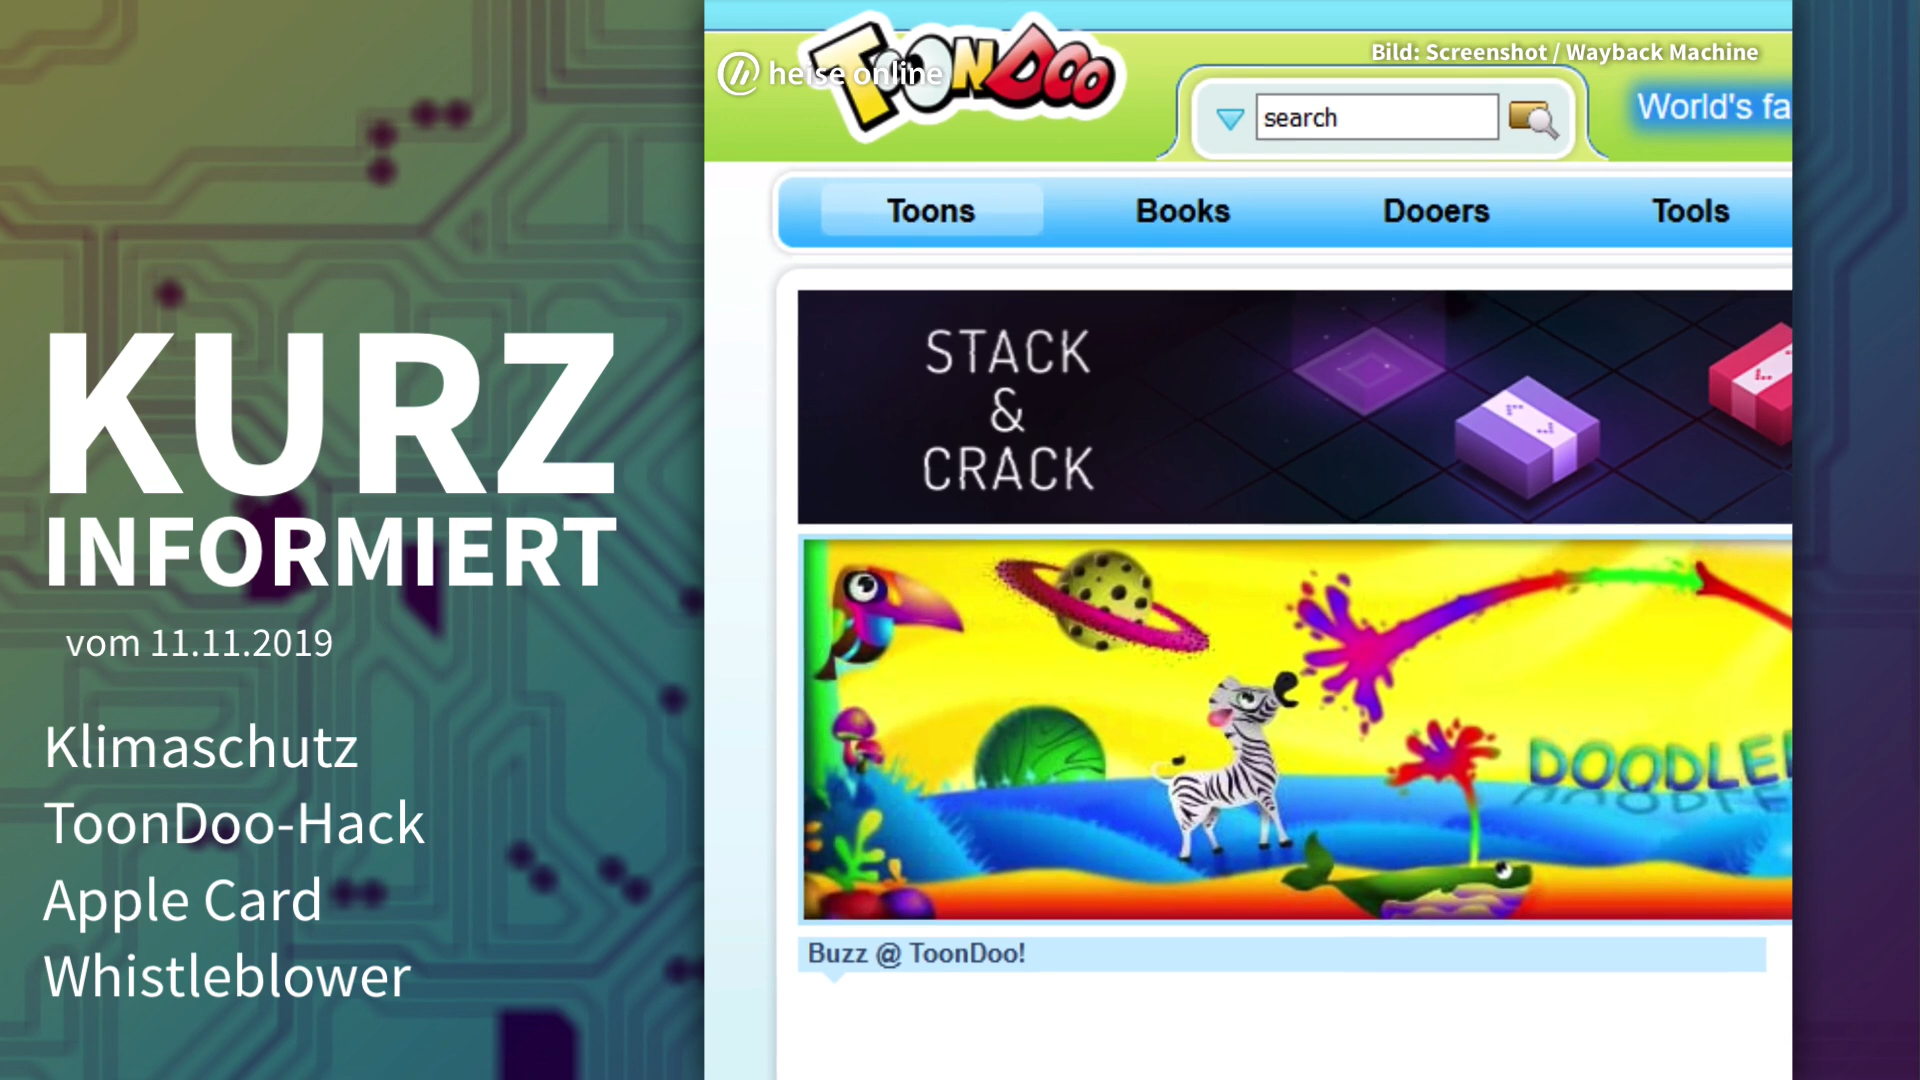 KURZ
INFORMIERT
vom 11.11.2019
Klimaschutz
ToonDoo-Hack
Apple Card
Whistleblower
heise online
TOONDOO
Bild: Screenshot / Wayback Machine
search
World's fa
Toons Books Dooers Tools
STACK
&
CRACK
DOODLE
Buzz @ ToonDoo!